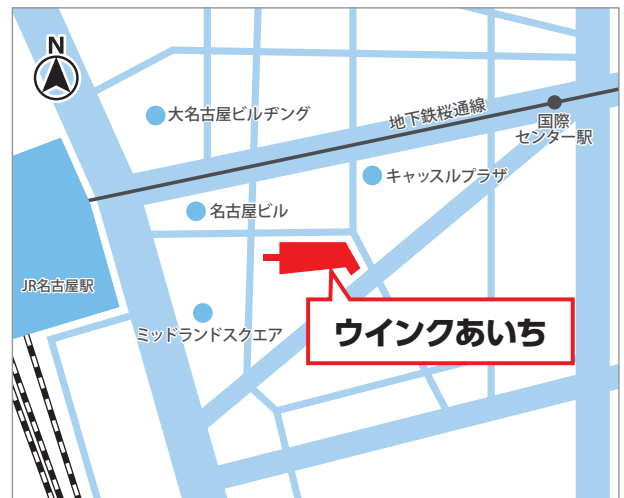 N
大名古屋ビルヂング
地下鉄桜通線
国際
センター駅
キャッスルプラザ
名古屋ビル
JR名古屋駅
ミッドランドスクエア
ウインクあいち